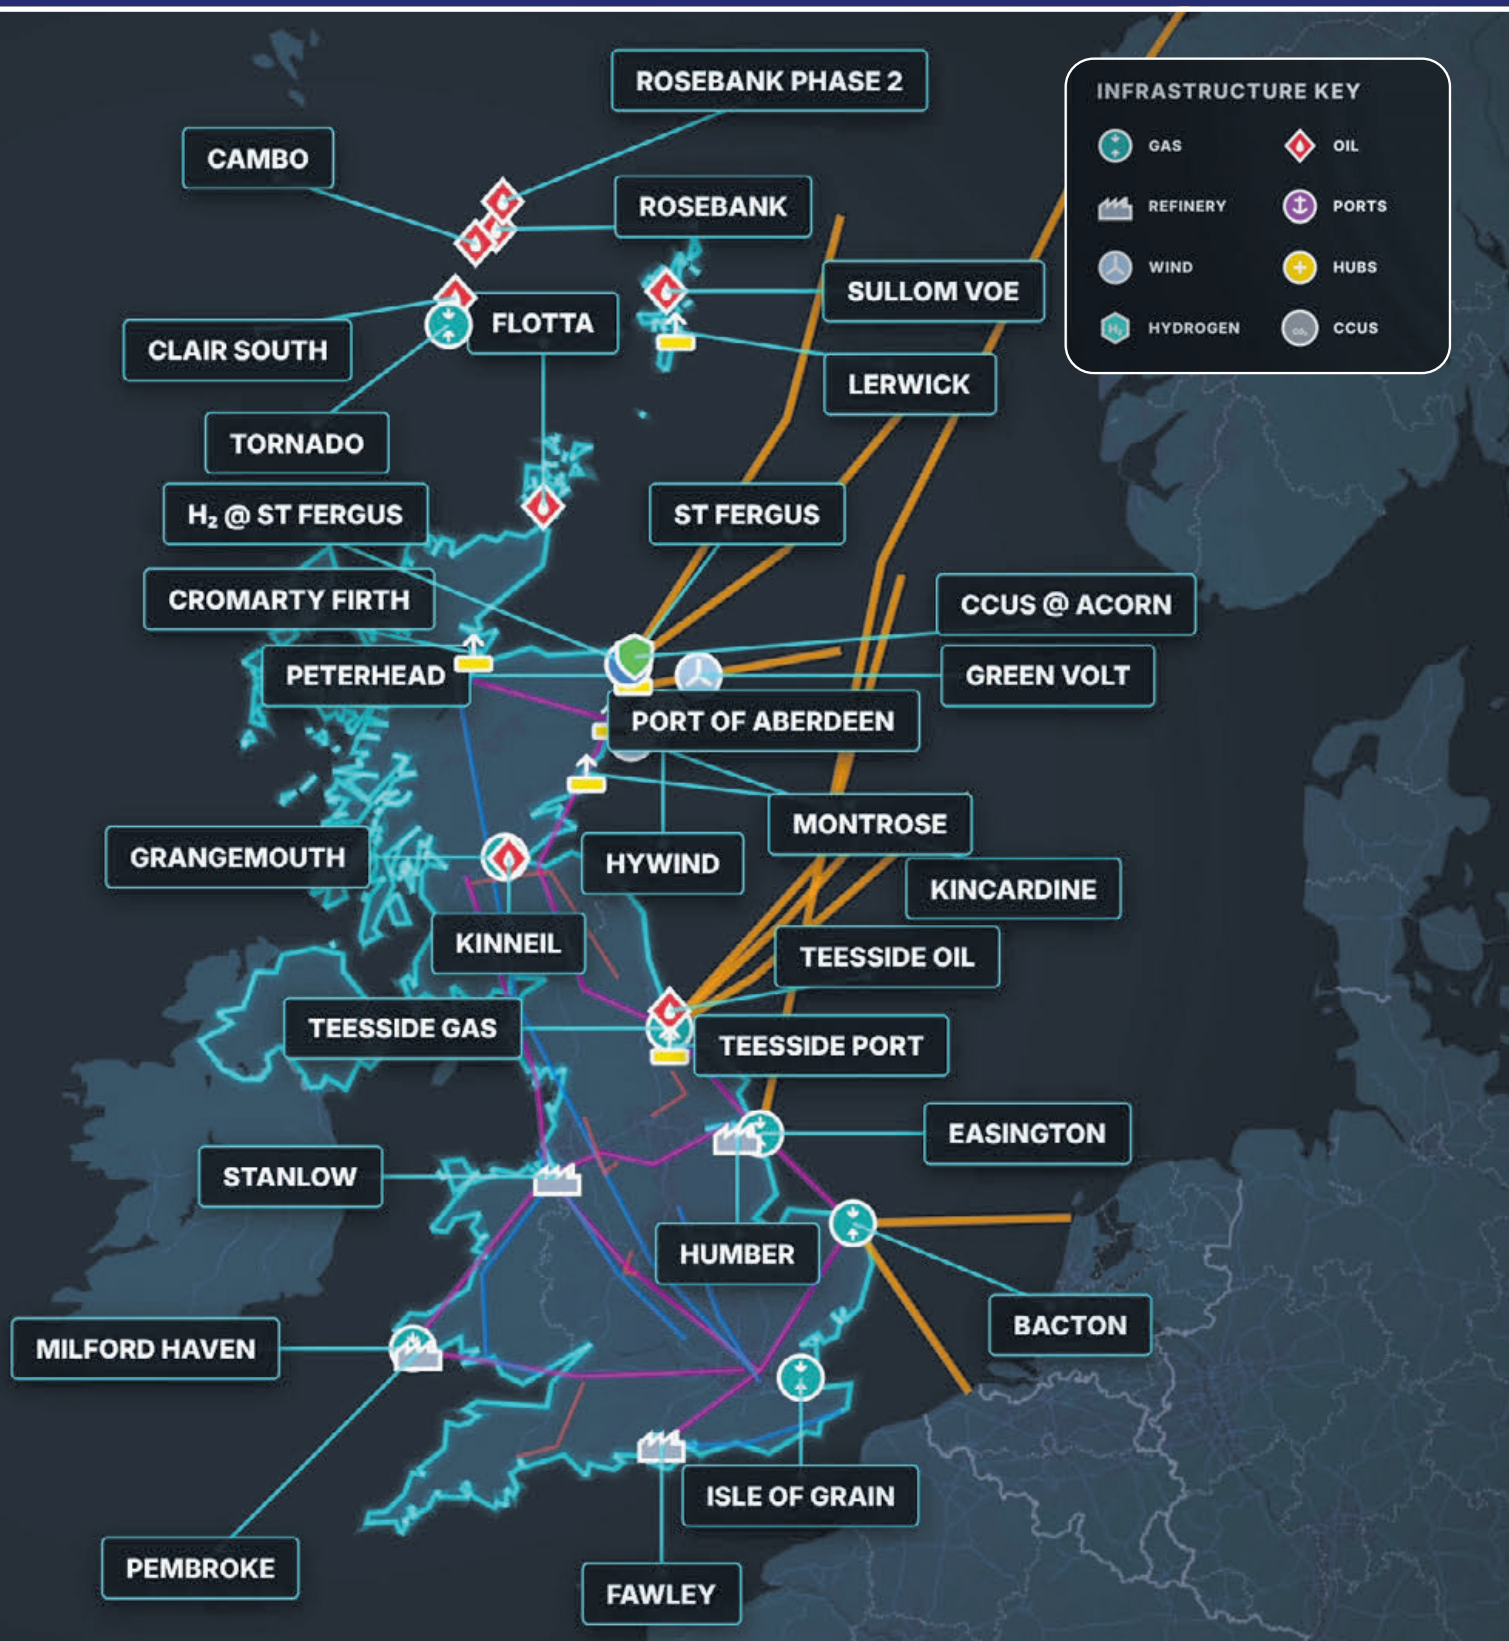 ROSEBANK PHASE 2
INFRASTRUCTURE KEY
GAS
OIL
REFINERY
PORTS
WIND
HUBS
H₂
HYDROGEN
CO₂
CCUS
CAMBO
ROSEBANK
SULLOM VOE
FLOTTA
CLAIR SOUTH
LERWICK
TORNADO
H₂ @ ST FERGUS
ST FERGUS
CROMARTY FIRTH
CCUS @ ACORN
PETERHEAD
GREEN VOLT
PORT OF ABERDEEN
MONTROSE
GRANGEMOUTH
HYWIND
KINCARDINE
KINNEIL
TEESSIDE OIL
TEESSIDE GAS
TEESSIDE PORT
EASINGTON
STANLOW
HUMBER
BACTON
MILFORD HAVEN
ISLE OF GRAIN
PEMBROKE
FAWLEY